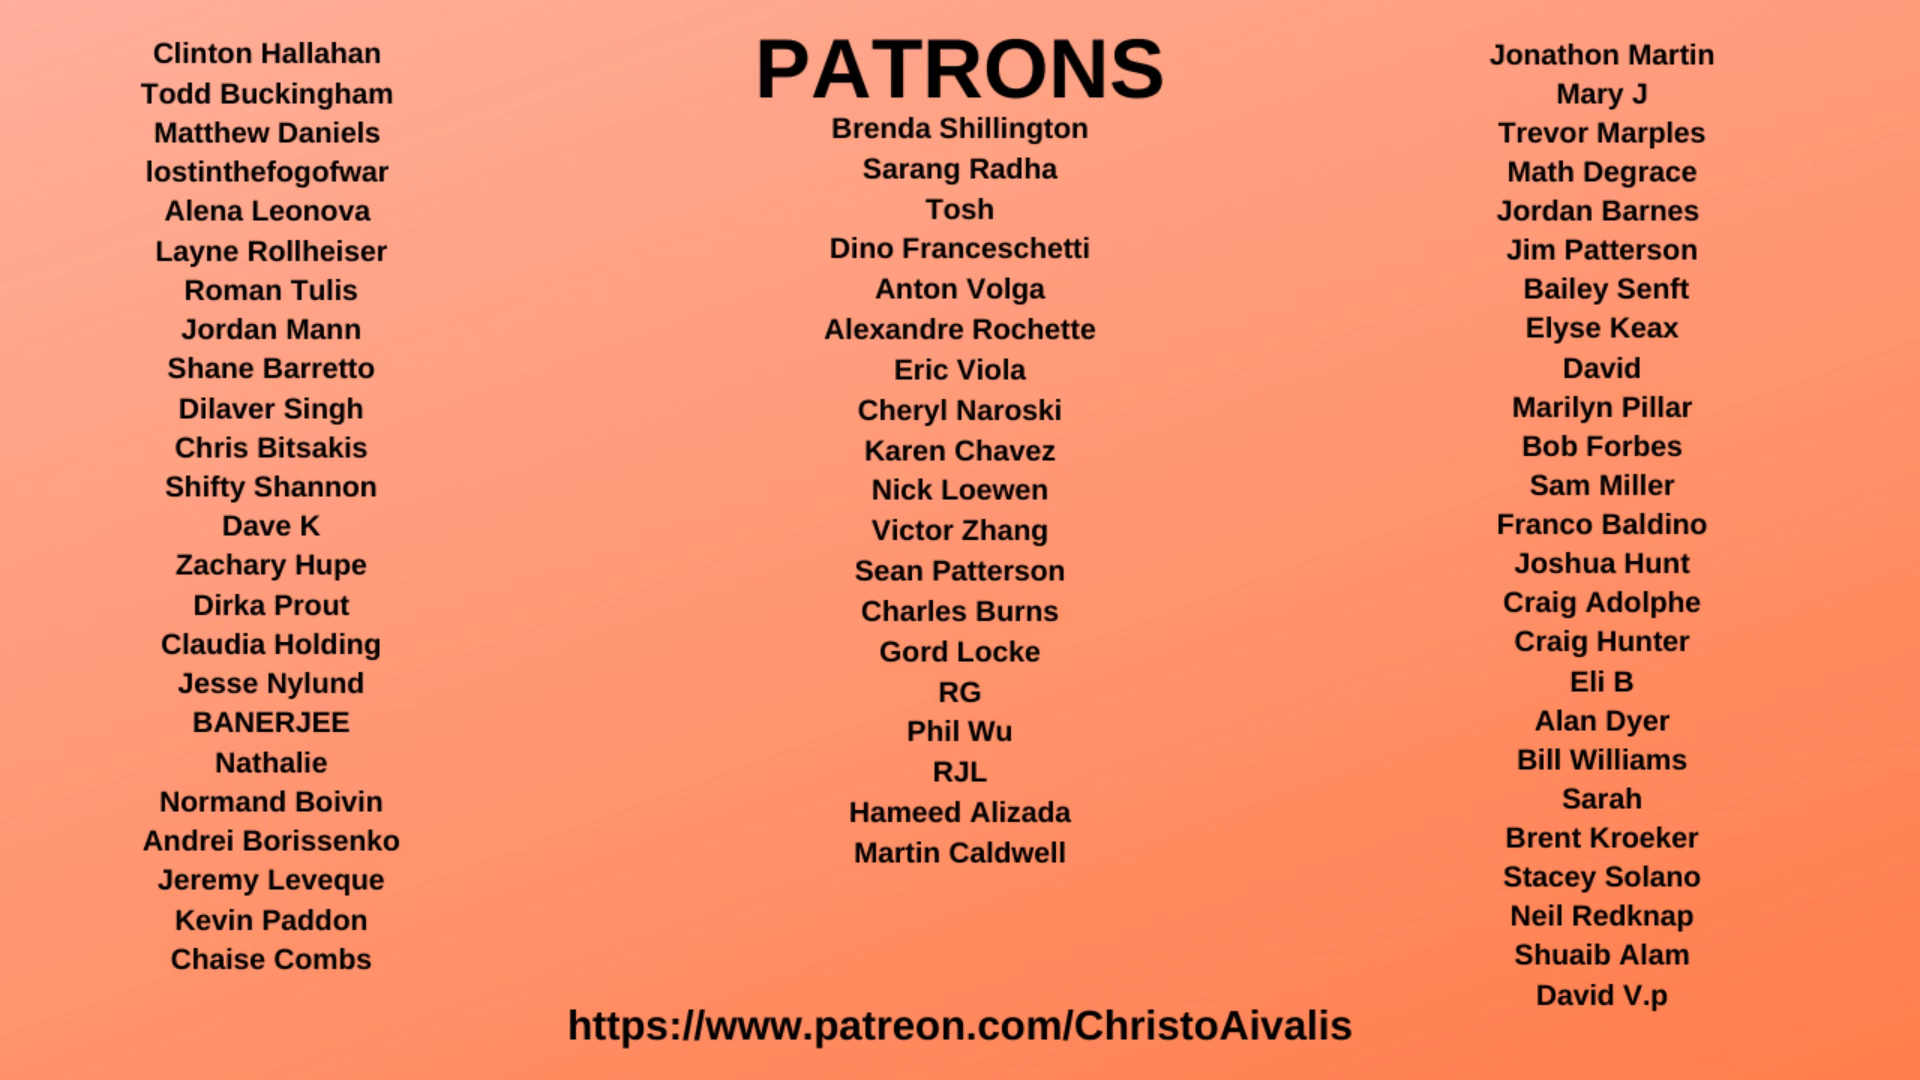 PATRONS
Clinton Hallahan
Todd Buckingham
Matthew Daniels
lostinthefogofwar
Alena Leonova
Layne Rollheiser
Roman Tulis
Jordan Mann
Shane Barretto
Dilaver Singh
Chris Bitsakis
Shifty Shannon
Dave K
Zachary Hupe
Dirka Prout
Claudia Holding
Jesse Nylund
BANERJEE
Nathalie
Normand Boivin
Andrei Borissenko
Jeremy Leveque
Kevin Paddon
Chaise Combs
Brenda Shillington
Sarang Radha
Tosh
Dino Franceschetti
Anton Volga
Alexandre Rochette
Eric Viola
Cheryl Naroski
Karen Chavez
Nick Loewen
Victor Zhang
Sean Patterson
Charles Burns
Gord Locke
RG
Phil Wu
RJL
Hameed Alizada
Martin Caldwell
Jonathon Martin
Mary J
Trevor Marples
Math Degrace
Jordan Barnes
Jim Patterson
Bailey Senft
Elyse Keax
David
Marilyn Pillar
Bob Forbes
Sam Miller
Franco Baldino
Joshua Hunt
Craig Adolphe
Craig Hunter
Eli B
Alan Dyer
Bill Williams
Sarah
Brent Kroeker
Stacey Solano
Neil Redknap
Shuaib Alam
David V.p
https://www.patreon.com/ChristoAivalis